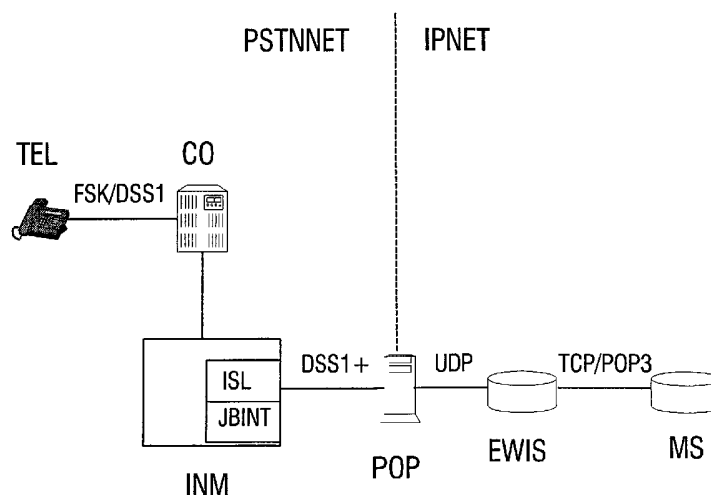 PSTNNET IPNET
TEL CO
FSK/DSS1
ISL DSS1+ UDP TCP/POP3
JBINT
INM POP EWIS MS